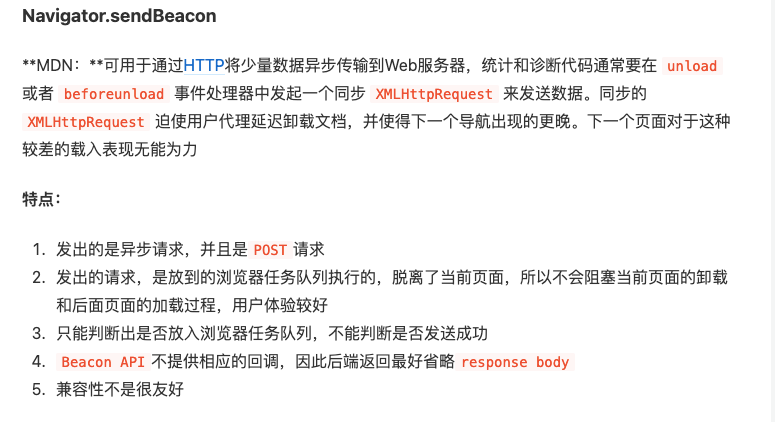 Navigator.sendBeacon
**MDN：**可用于通过HTTP将少量数据异步传输到Web服务器，统计和诊断代码通常要在 unload
或者 beforeunload 事件处理器中发起一个同步 XMLHttpRequest 来发送数据。同步的
XMLHttpRequest 迫使用户代理延迟卸载文档，并使得下一个导航出现的更晚。下一个页面对于这种
较差的载入表现无能为力
特点：
1. 发出的是异步请求，并且是 POST 请求
2. 发出的请求，是放到的浏览器任务队列执行的，脱离了当前页面，所以不会阻塞当前页面的卸载
和后面页面的加载过程，用户体验较好
3. 只能判断出是否放入浏览器任务队列，不能判断是否发送成功
4. Beacon API 不提供相应的回调，因此后端返回最好省略 response body
5. 兼容性不是很友好